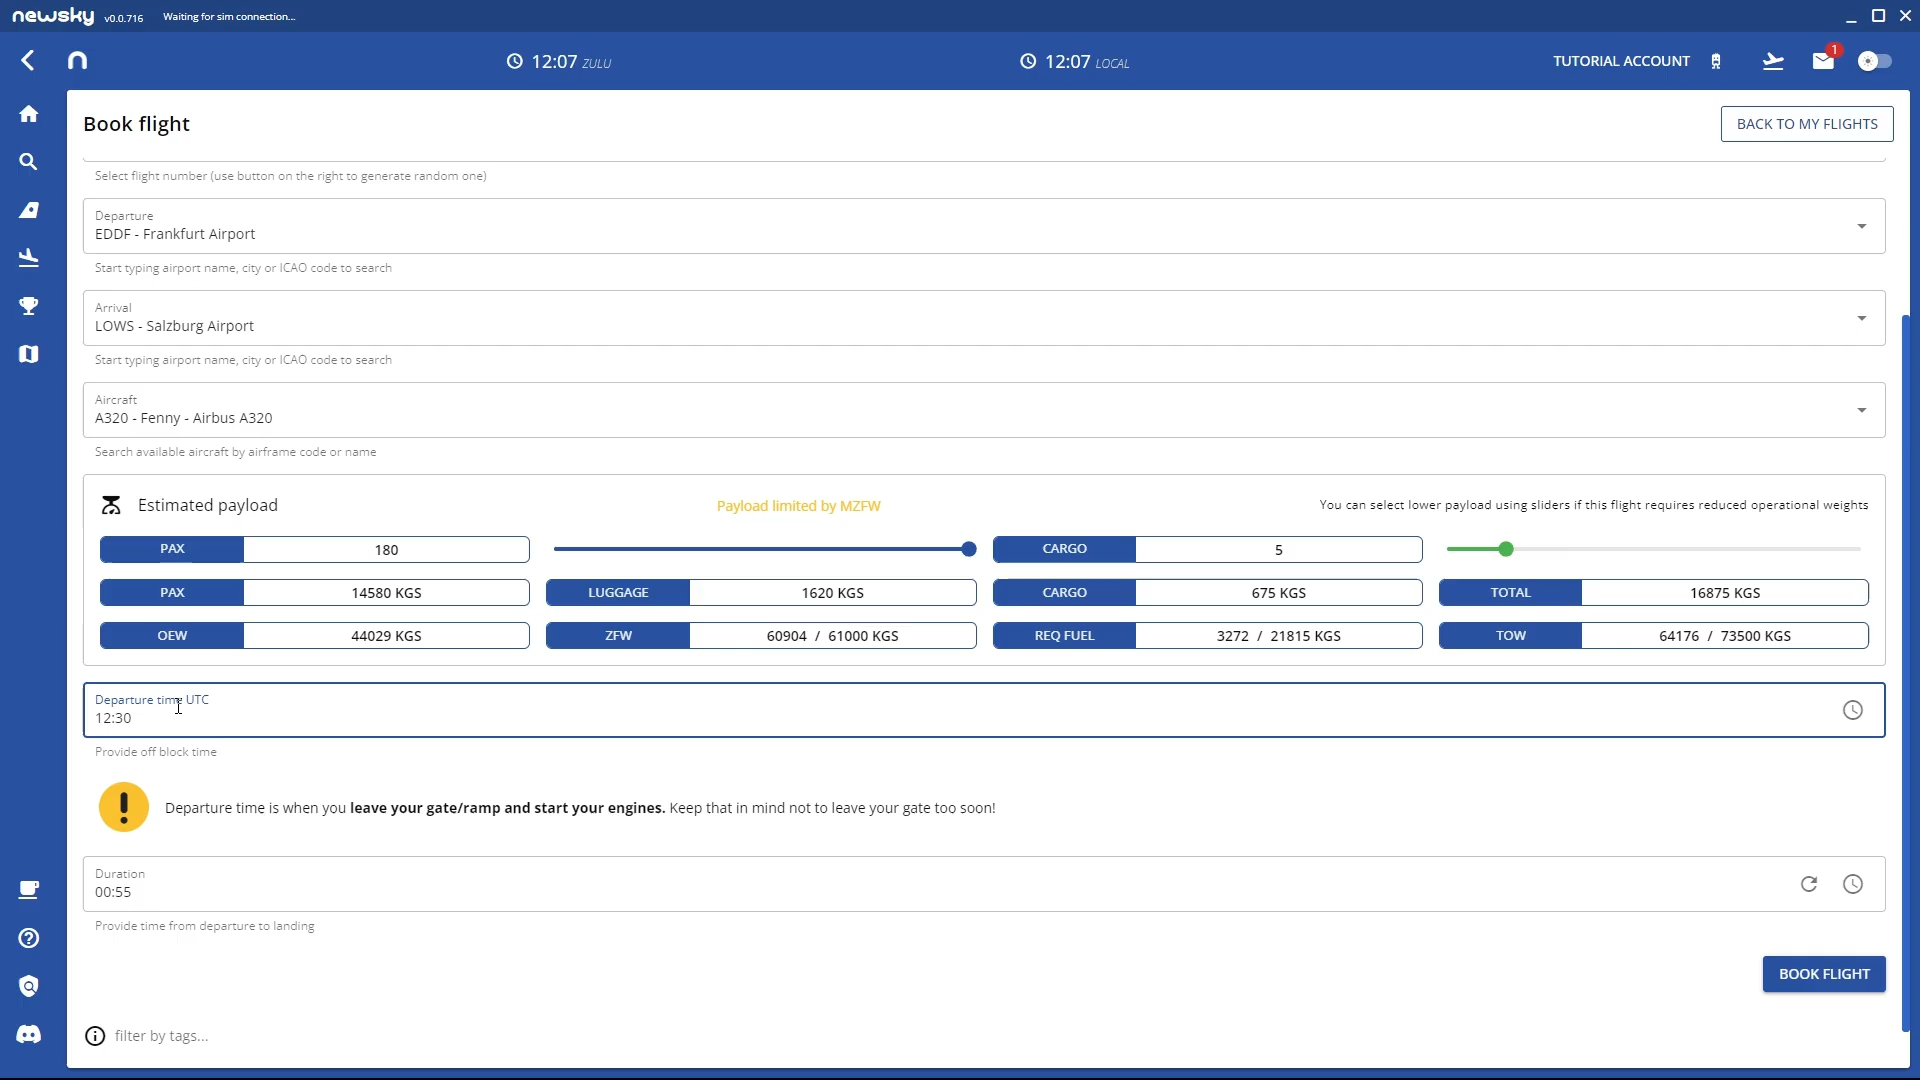 newsky v0.0.716 Waiting for sim connection...
12:07 ZULU 12:07 LOCAL TUTORIAL ACCOUNT 1
Book flight BACK TO MY FLIGHTS
Select flight number (use button on the right to generate random one)
Departure
EDDF - Frankfurt Airport
Start typing airport name, city or ICAO code to search
Arrival
LOWS - Salzburg Airport
Start typing airport name, city or ICAO code to search
Aircraft
A320 - Fenny - Airbus A320
Search available aircraft by airframe code or name
Estimated payload Payload limited by MZFW You can select lower payload using sliders if this flight requires reduced operational weights
PAX 180 CARGO 5
PAX 14580 KGS LUGGAGE 1620 KGS CARGO 675 KGS TOTAL 16875 KGS
OEW 44029 KGS ZFW 60904 / 61000 KGS REQ FUEL 3272 / 21815 KGS TOW 64176 / 73500 KGS
Departure time UTC
12:30
Provide off block time
Departure time is when you leave your gate/ramp and start your engines. Keep that in mind not to leave your gate too soon!
Duration
00:55
Provide time from departure to landing
BOOK FLIGHT
filter by tags...